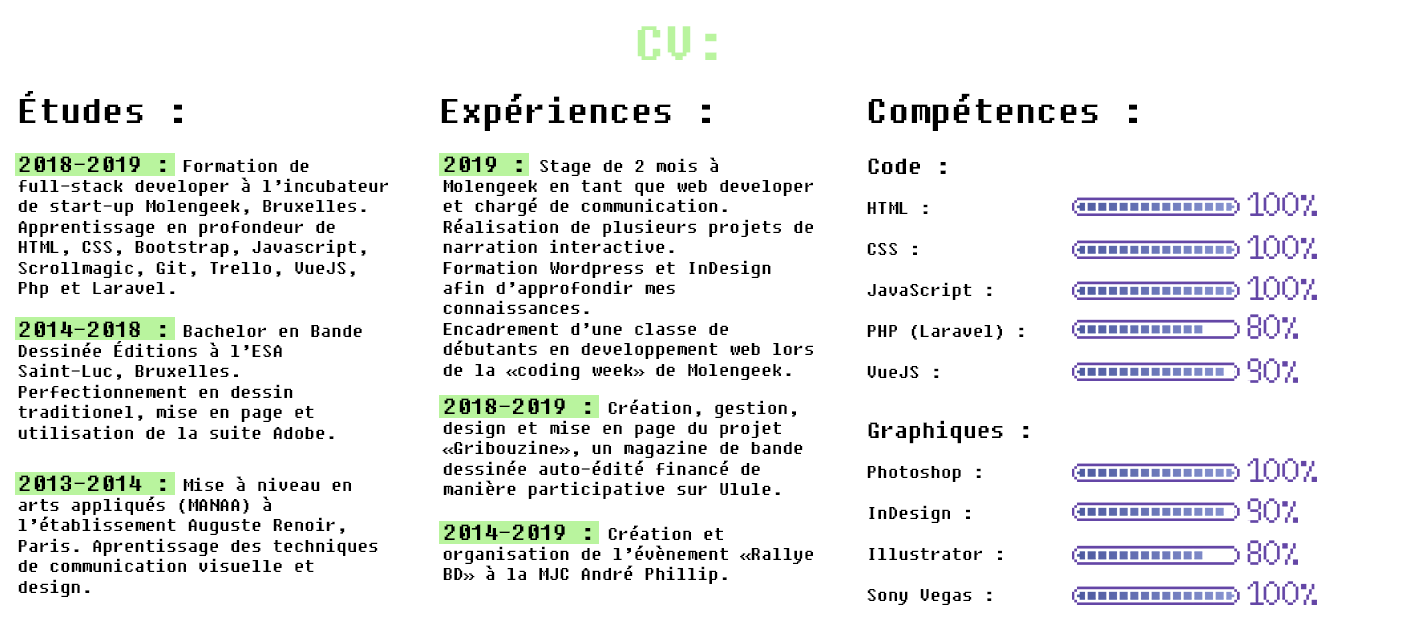 CV:
Études :
2018-2019 : Formation de
full-stack developer à l'incubateur
de start-up Molengeek, Bruxelles.
Apprentissage en profondeur de
HTML, CSS, Bootstrap, Javascript,
Scrollmagic, Git, Trello, VueJS,
Php et Laravel.
2014-2018 : Bachelor en Bande
Dessinée Éditions à l'ESA
Saint-Luc, Bruxelles.
Perfectionnement en dessin
traditionel, mise en page et
utilisation de la suite Adobe.
2013-2014 : Mise à niveau en
arts appliqués (MANAA) à
l'établissement Auguste Renoir,
Paris. Aprentissage des techniques
de communication visuelle et
design.
Expériences :
2019 : Stage de 2 mois à
Molengeek en tant que web developer
et chargé de communication.
Réalisation de plusieurs projets de
narration interactive.
Formation Wordpress et InDesign
afin d'approfondir mes
connaissances.
Encadrement d'une classe de
débutants en developpement web lors
de la «coding week» de Molengeek.
2018-2019 : Création, gestion,
design et mise en page du projet
«Gribouzine», un magazine de bande
dessinée auto-édité financé de
manière participative sur Ulule.
2014-2019 : Création et
organisation de l'évènement «Rallye
BD» à la MJC André Phillip.
Compétences :
Code :
HTML : 100%
CSS : 100%
JavaScript : 100%
PHP (Laravel) : 80%
VueJS : 90%
Graphiques :
Photoshop : 100%
InDesign : 90%
Illustrator : 80%
Sony Vegas : 100%